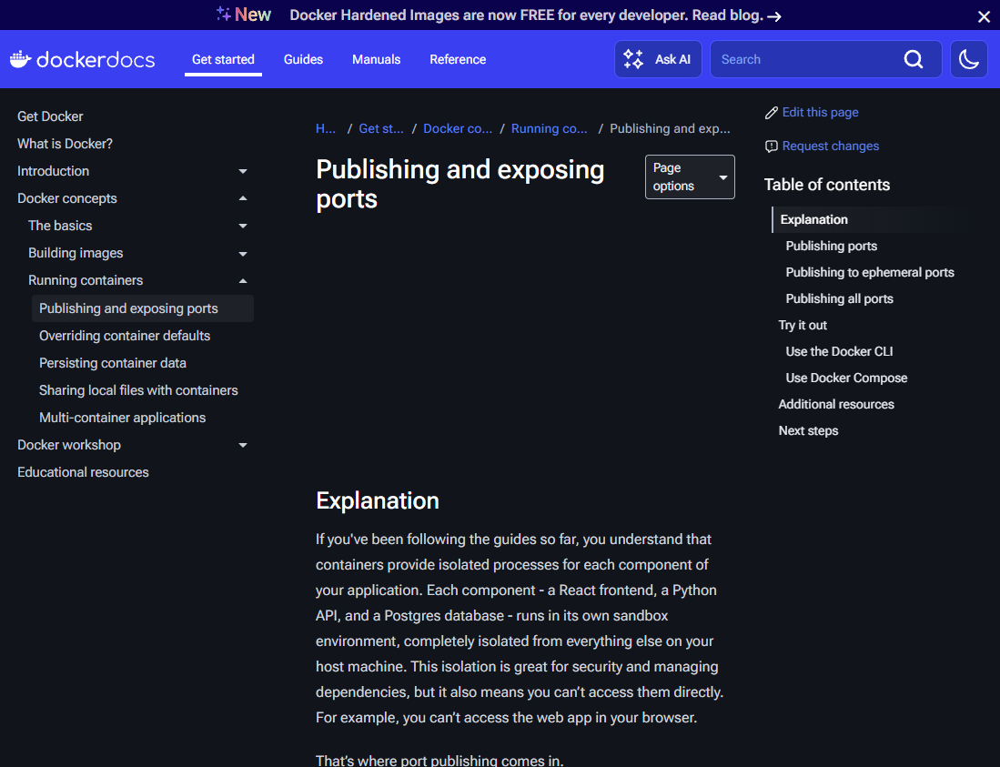 New Docker Hardened Images are now FREE for every developer. Read blog.
dockerdocs Get started Guides Manuals Reference Ask AI Search
Get Docker
What is Docker?
Introduction
Docker concepts
The basics
Building images
Running containers
Publishing and exposing ports
Overriding container defaults
Persisting container data
Sharing local files with containers
Multi-container applications
Docker workshop
Educational resources
H... / Get st... / Docker co... / Running co... / Publishing and exp...
Publishing and exposing
ports
Page
options
Explanation
If you've been following the guides so far, you understand that
containers provide isolated processes for each component of
your application. Each component - a React frontend, a Python
API, and a Postgres database - runs in its own sandbox
environment, completely isolated from everything else on your
host machine. This isolation is great for security and managing
dependencies, but it also means you can’t access them directly.
For example, you can’t access the web app in your browser.
That’s where port publishing comes in.
Edit this page
Request changes
Table of contents
Explanation
Publishing ports
Publishing to ephemeral ports
Publishing all ports
Try it out
Use the Docker CLI
Use Docker Compose
Additional resources
Next steps